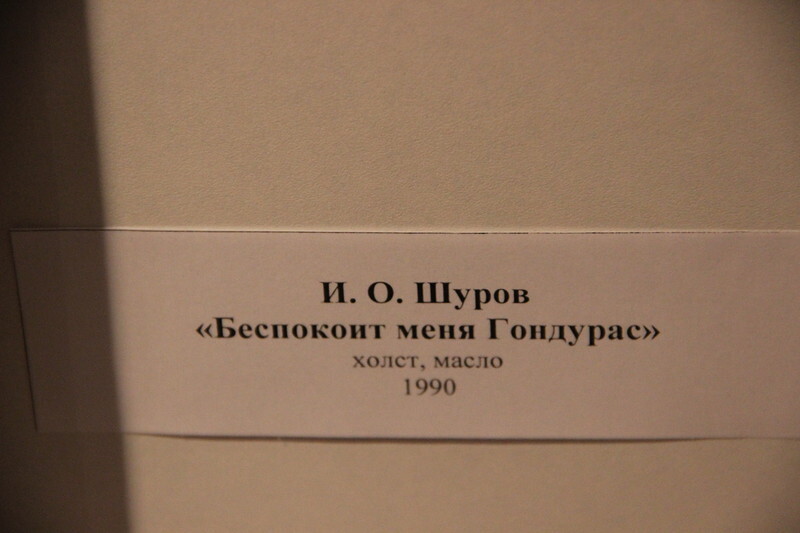 И. О. Шуров
«Беспокоит меня Гондурас»
холст, масло
1990